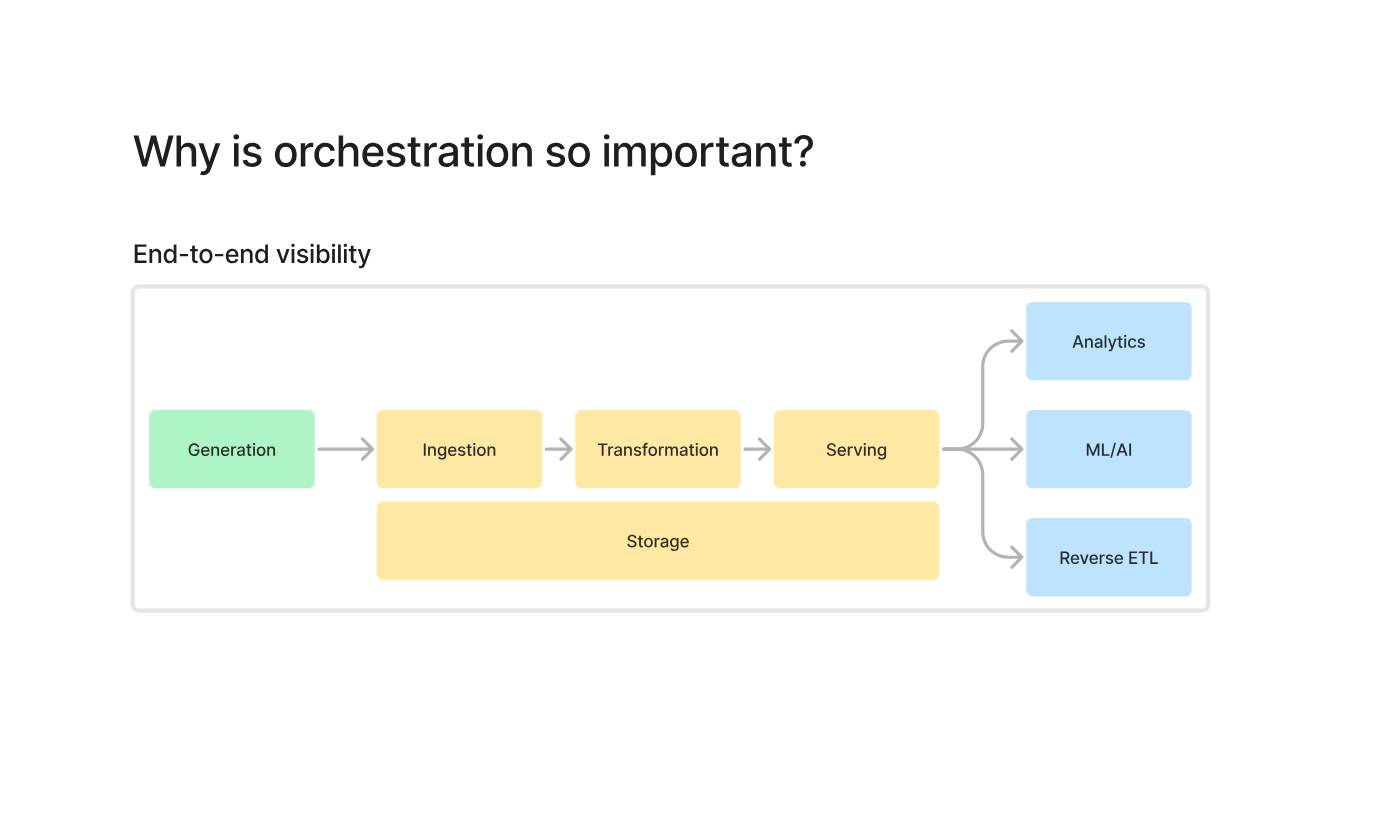 Why is orchestration so important?
End-to-end visibility
Analytics
Generation
Ingestion
Transformation
Serving
ML/AI
Storage
Reverse ETL